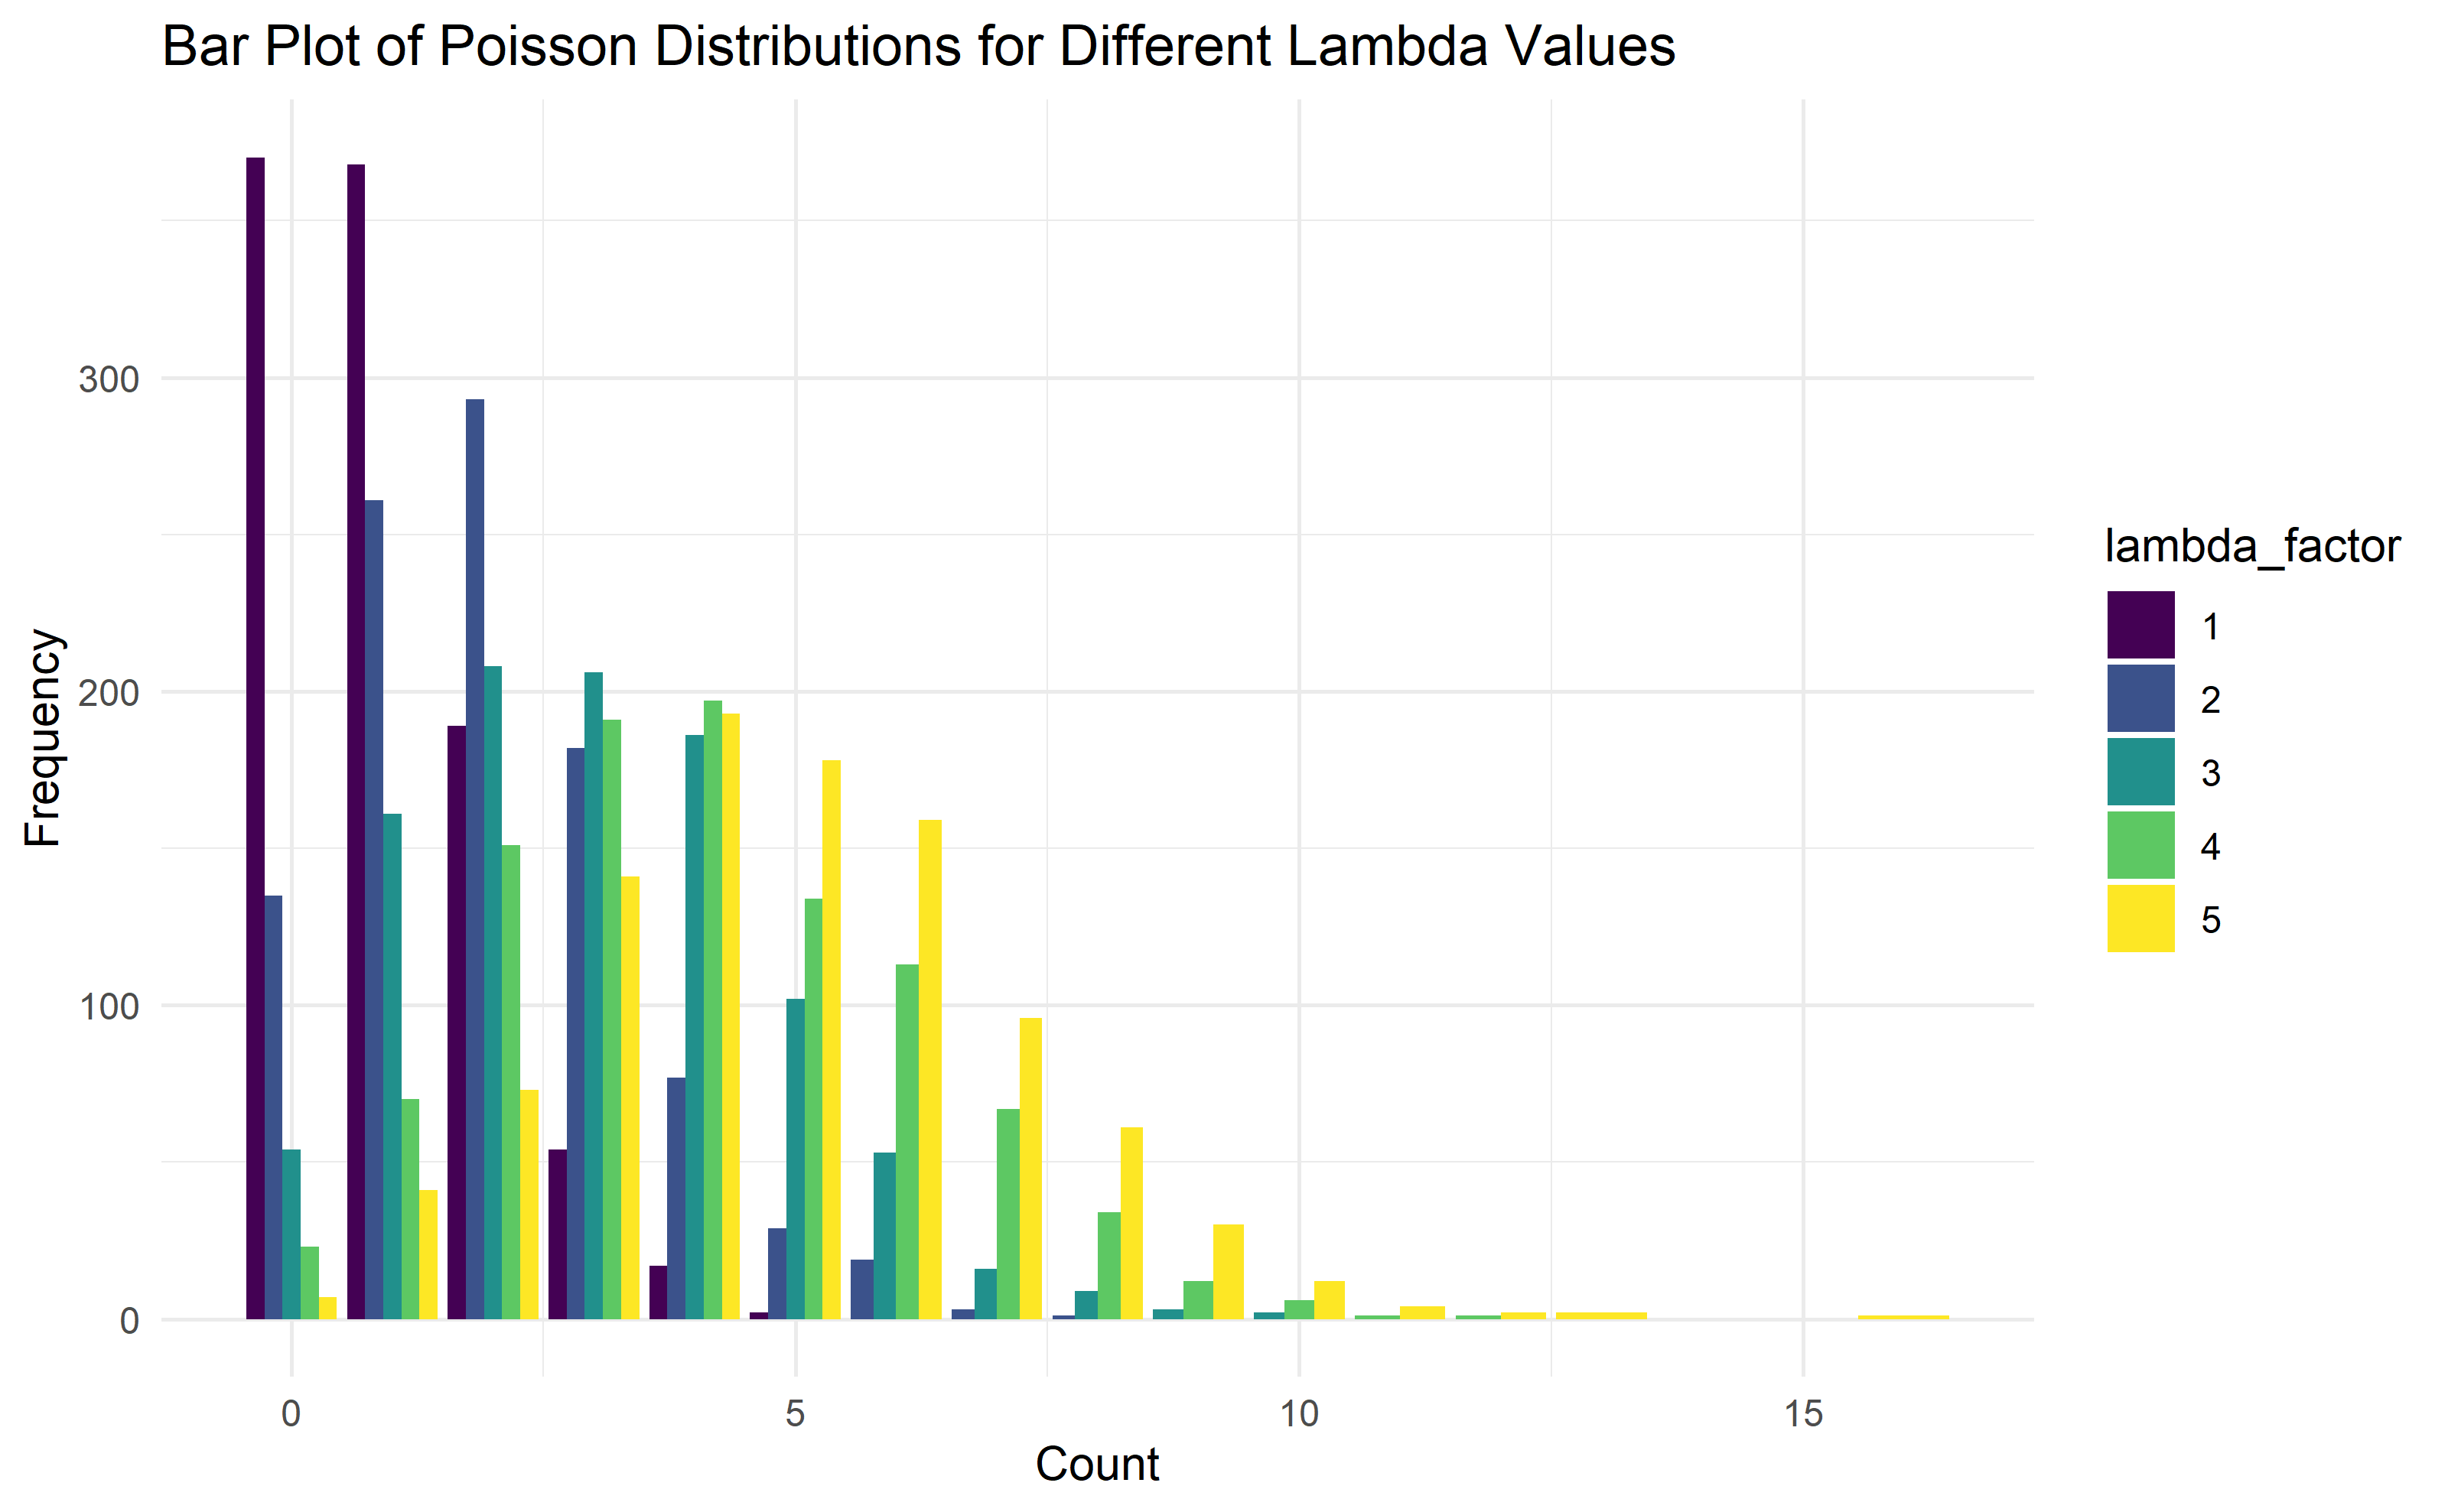 Bar Plot of Poisson Distributions for Different Lambda Values
Frequency
300
200
100
0
0 5 10 15
Count
lambda_factor
1
2
3
4
5